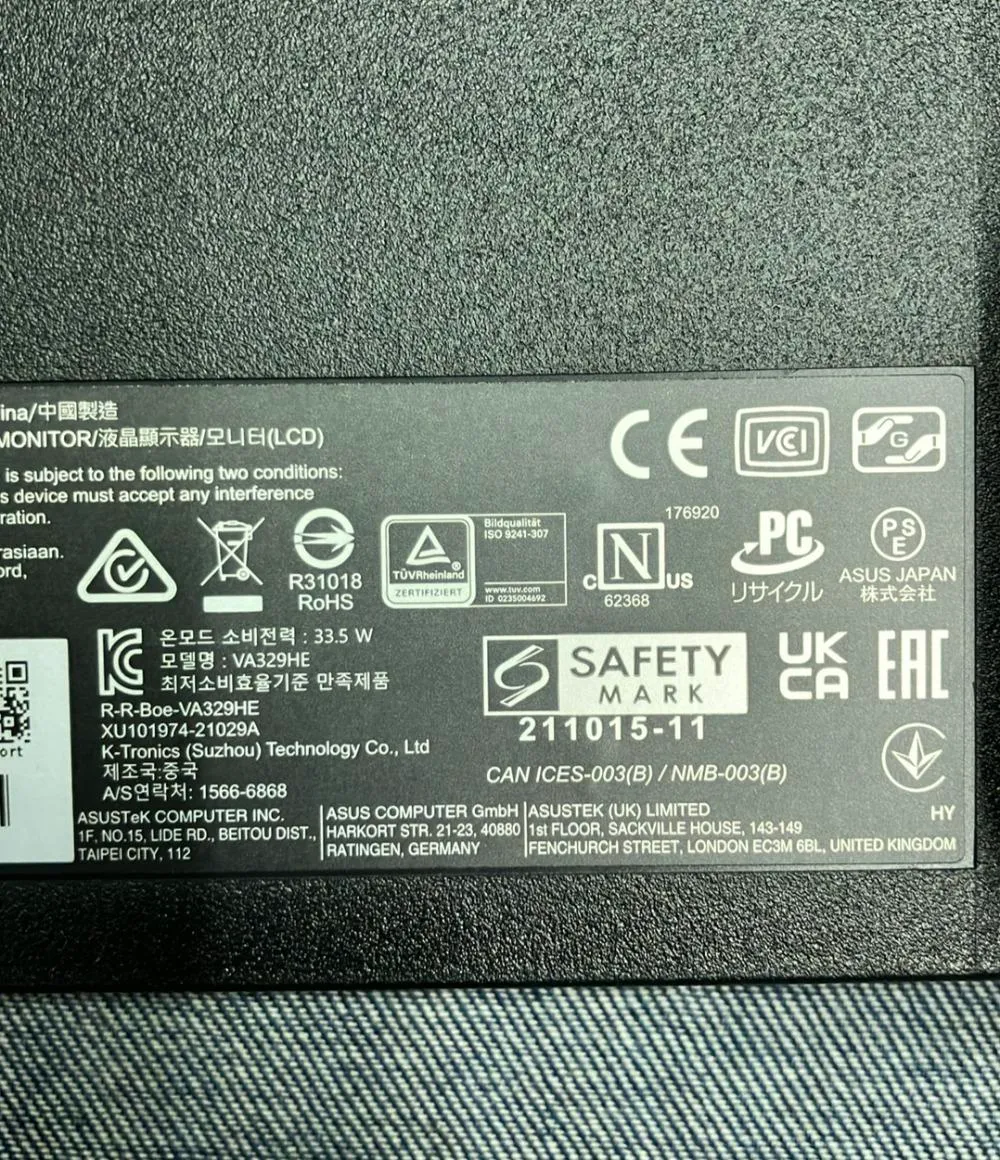 ina/中國製造
MONITOR/液晶顯示器/모니터(LCD)
is subject to the following two conditions:
s device must accept any interference
ration.
rasiaan.
ord,
CE
VCI
G
R31018
RoHS
TÜVRheinland®
ZERTIFIZIERT
Bildqualität
ISO 9241-307
www.tuv.com
ID 0235004692
176920
C N US
62368
PC
リサイクル
PSE
ASUS JAPAN
株式会社
온모드 소비전력 : 33.5 W
모델명 : VA329HE
최저소비효율기준 만족제품
R-R-Boe-VA329HE
XU101974-21029A
K-Tronics (Suzhou) Technology Co., Ltd
제조국:중국
A/S연락처: 1566-6868
SAFETY
MARK
211015-11
UK
CA
EAC
CAN ICES-003(B) / NMB-003(B)
HY
ort
ASUSTeK COMPUTER INC.
1F, NO.15, LIDE RD., BEITOU DIST.,
TAIPEI CITY, 112
ASUS COMPUTER GmbH
HARKORT STR. 21-23, 40880
RATINGEN, GERMANY
ASUSTEK (UK) LIMITED
1st FLOOR, SACKVILLE HOUSE, 143-149
FENCHURCH STREET, LONDON EC3M 6BL, UNITED KINGDOM